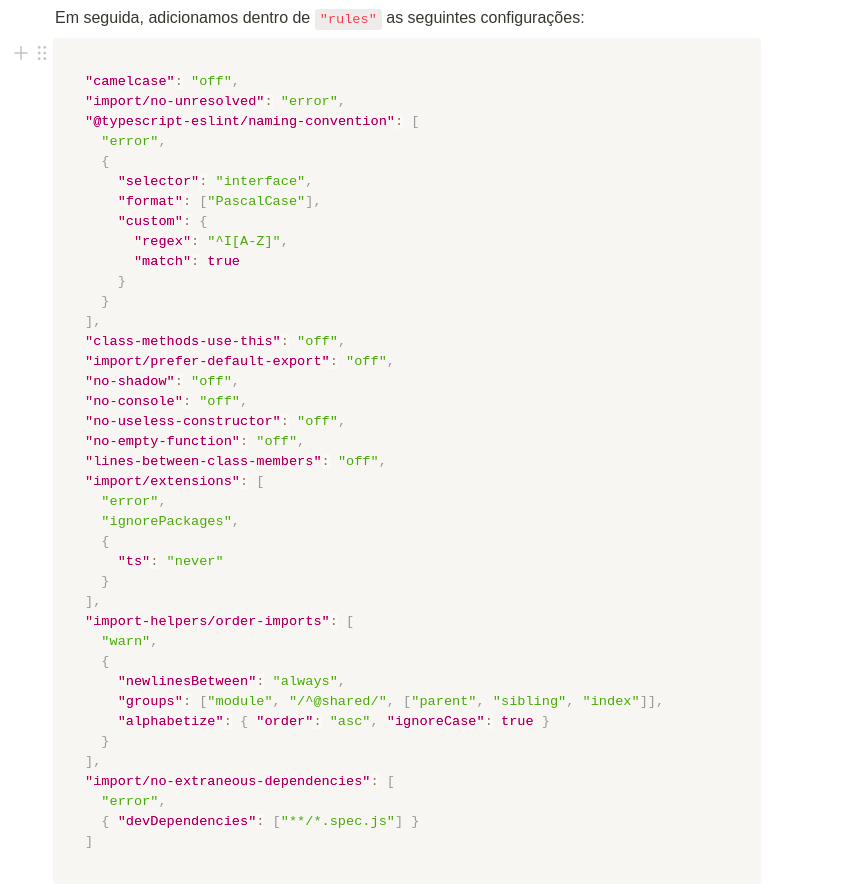 Em seguida, adicionamos dentro de "rules" as seguintes configurações:
"camelcase": "off",
"import/no-unresolved": "error",
"@typescript-eslint/naming-convention": [
  "error",
  {
    "selector": "interface",
    "format": ["PascalCase"],
    "custom": {
      "regex": "^I[A-Z]",
      "match": true
    }
  }
],
"class-methods-use-this": "off",
"import/prefer-default-export": "off",
"no-shadow": "off",
"no-console": "off",
"no-useless-constructor": "off",
"no-empty-function": "off",
"lines-between-class-members": "off",
"import/extensions": [
  "error",
  "ignorePackages",
  {
    "ts": "never"
  }
],
"import-helpers/order-imports": [
  "warn",
  {
    "newlinesBetween": "always",
    "groups": ["module", "/^@shared/", ["parent", "sibling", "index"]],
    "alphabetize": { "order": "asc", "ignoreCase": true }
  }
],
"import/no-extraneous-dependencies": [
  "error",
  { "devDependencies": ["**/*.spec.js"] }
]